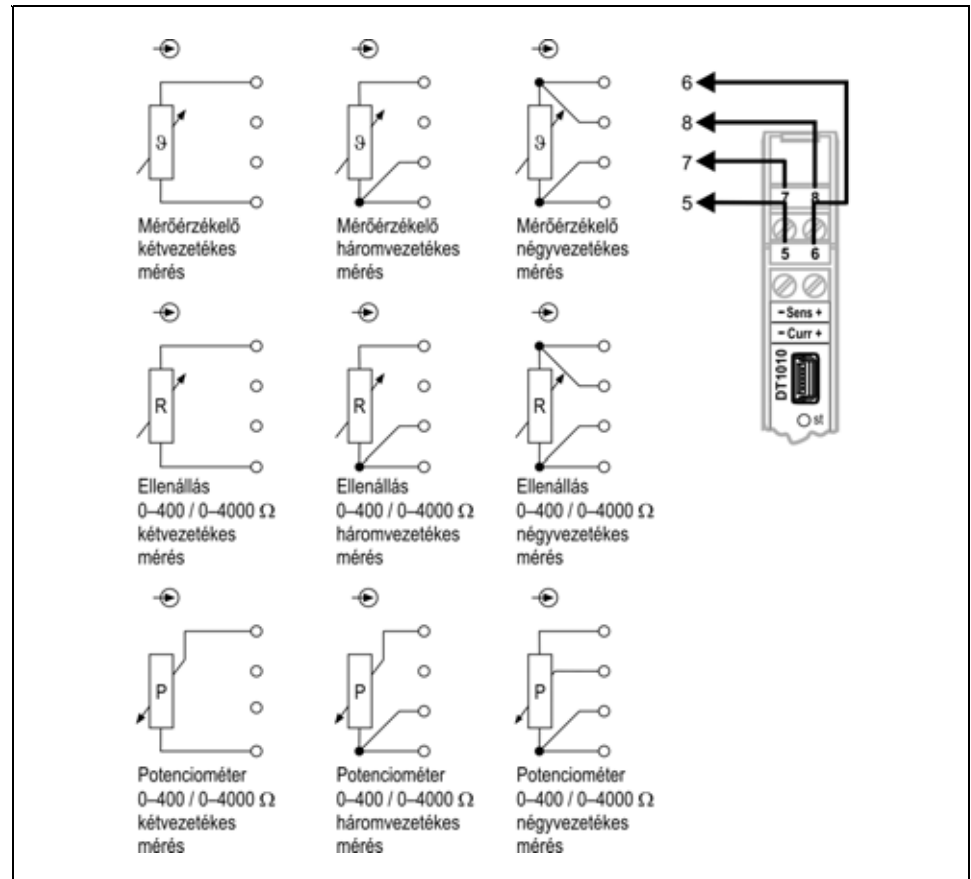 ϑ
Mérőérzékelő
kétvezetékes
mérés
ϑ
Mérőérzékelő
háromvezetékes
mérés
ϑ
Mérőérzékelő
négyvezetékes
mérés
6
8
7
5
7 8
5 6
– Sens +
– Curr +
DT1010
st
R
Ellenállás
0–400 / 0–4000 Ω
kétvezetékes
mérés
R
Ellenállás
0–400 / 0–4000 Ω
háromvezetékes
mérés
R
Ellenállás
0–400 / 0–4000 Ω
négyvezetékes
mérés
P
Potenciométer
0–400 / 0–4000 Ω
kétvezetékes
mérés
P
Potenciométer
0–400 / 0–4000 Ω
háromvezetékes
mérés
P
Potenciométer
0–400 / 0–4000 Ω
négyvezetékes
mérés